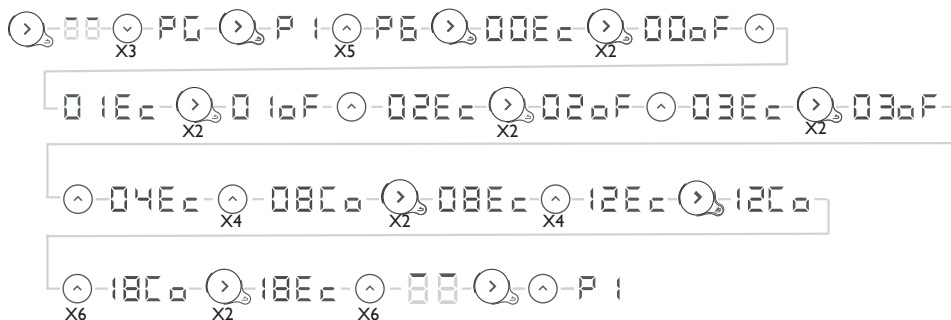 88 PG P 1 P6 00Ec 00oF
X3 X5 X2
01Ec 01oF 02Ec 02oF 03Ec 03oF
X2 X2 X2
04Ec 08Co 08Ec 12Ec 12Co
X4 X2 X4
18Co 18Ec 88 P 1
X6 X2 X6